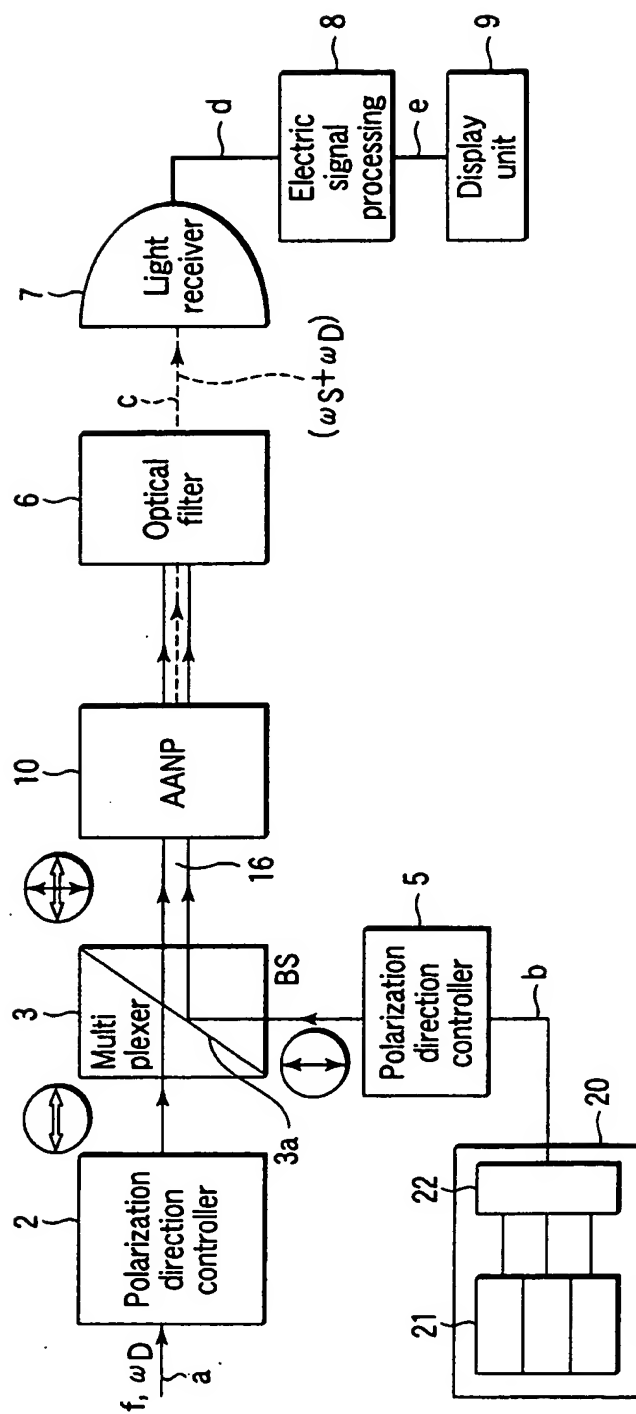 f, ωD
a
2
Polarization
direction
controller
3
Multi
plexer
3a
BS
16
10
AANP
6
Optical
filter
c
(ωS+ωD)
7
Light
receiver
d
8
Electric
signal
processing
e
9
Display
unit
5
Polarization
direction
controller
b
20
21
22